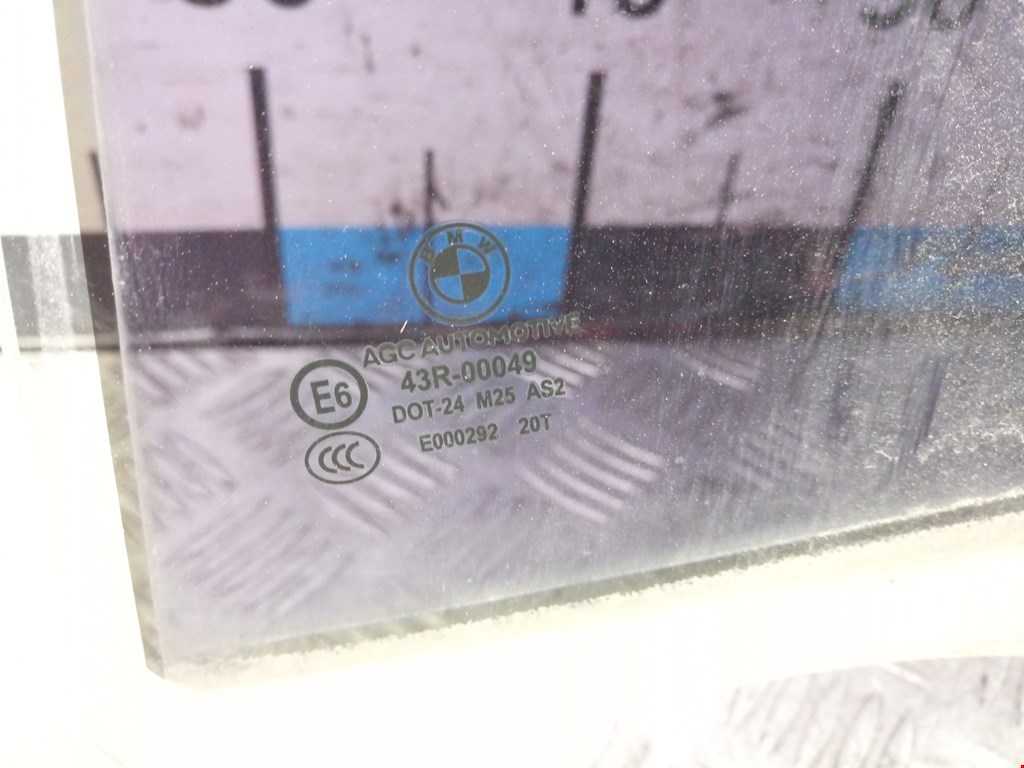 BMW
AGC AUTOMOTIVE
43R-00049
E6
DOT-24 M25 AS2
CCC
E000292 20T